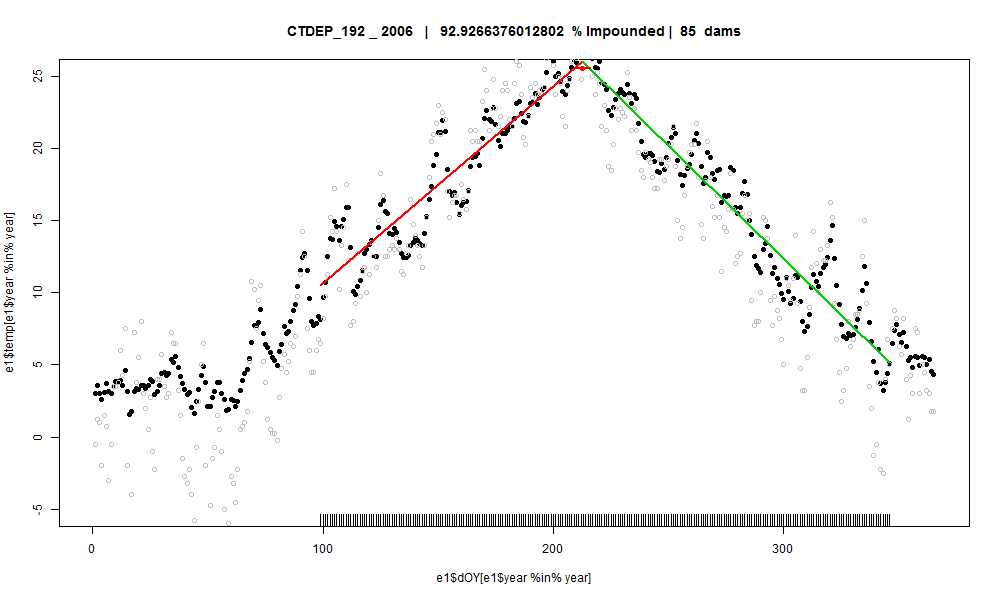 CTDEP_192 _ 2006 | 92.9266376012802 % Impounded | 85 dams
e1$temp[e1$year %in% year]
25
20
15
10
5
0
-5
0 100 200 300
e1$dOY[e1$year %in% year]